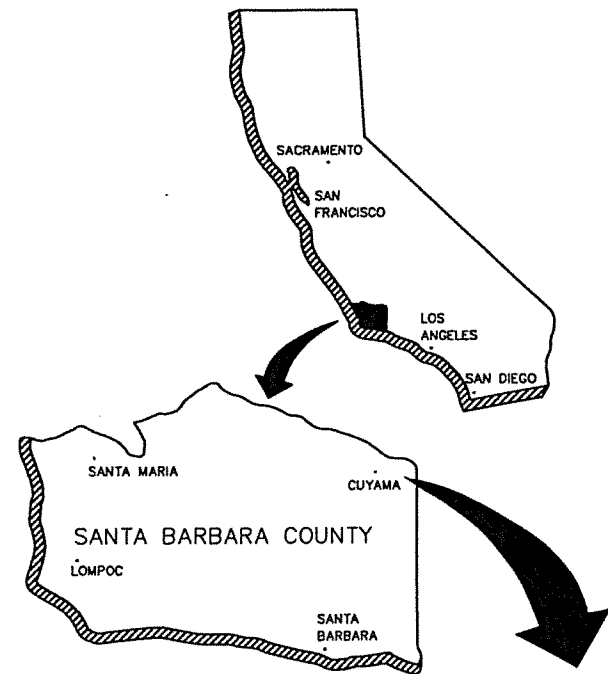 SACRAMENTO
SAN
FRANCISCO
LOS
ANGELES
SAN DIEGO
SANTA MARIA
CUYAMA
SANTA BARBARA COUNTY
LOMPOC
SANTA
BARBARA